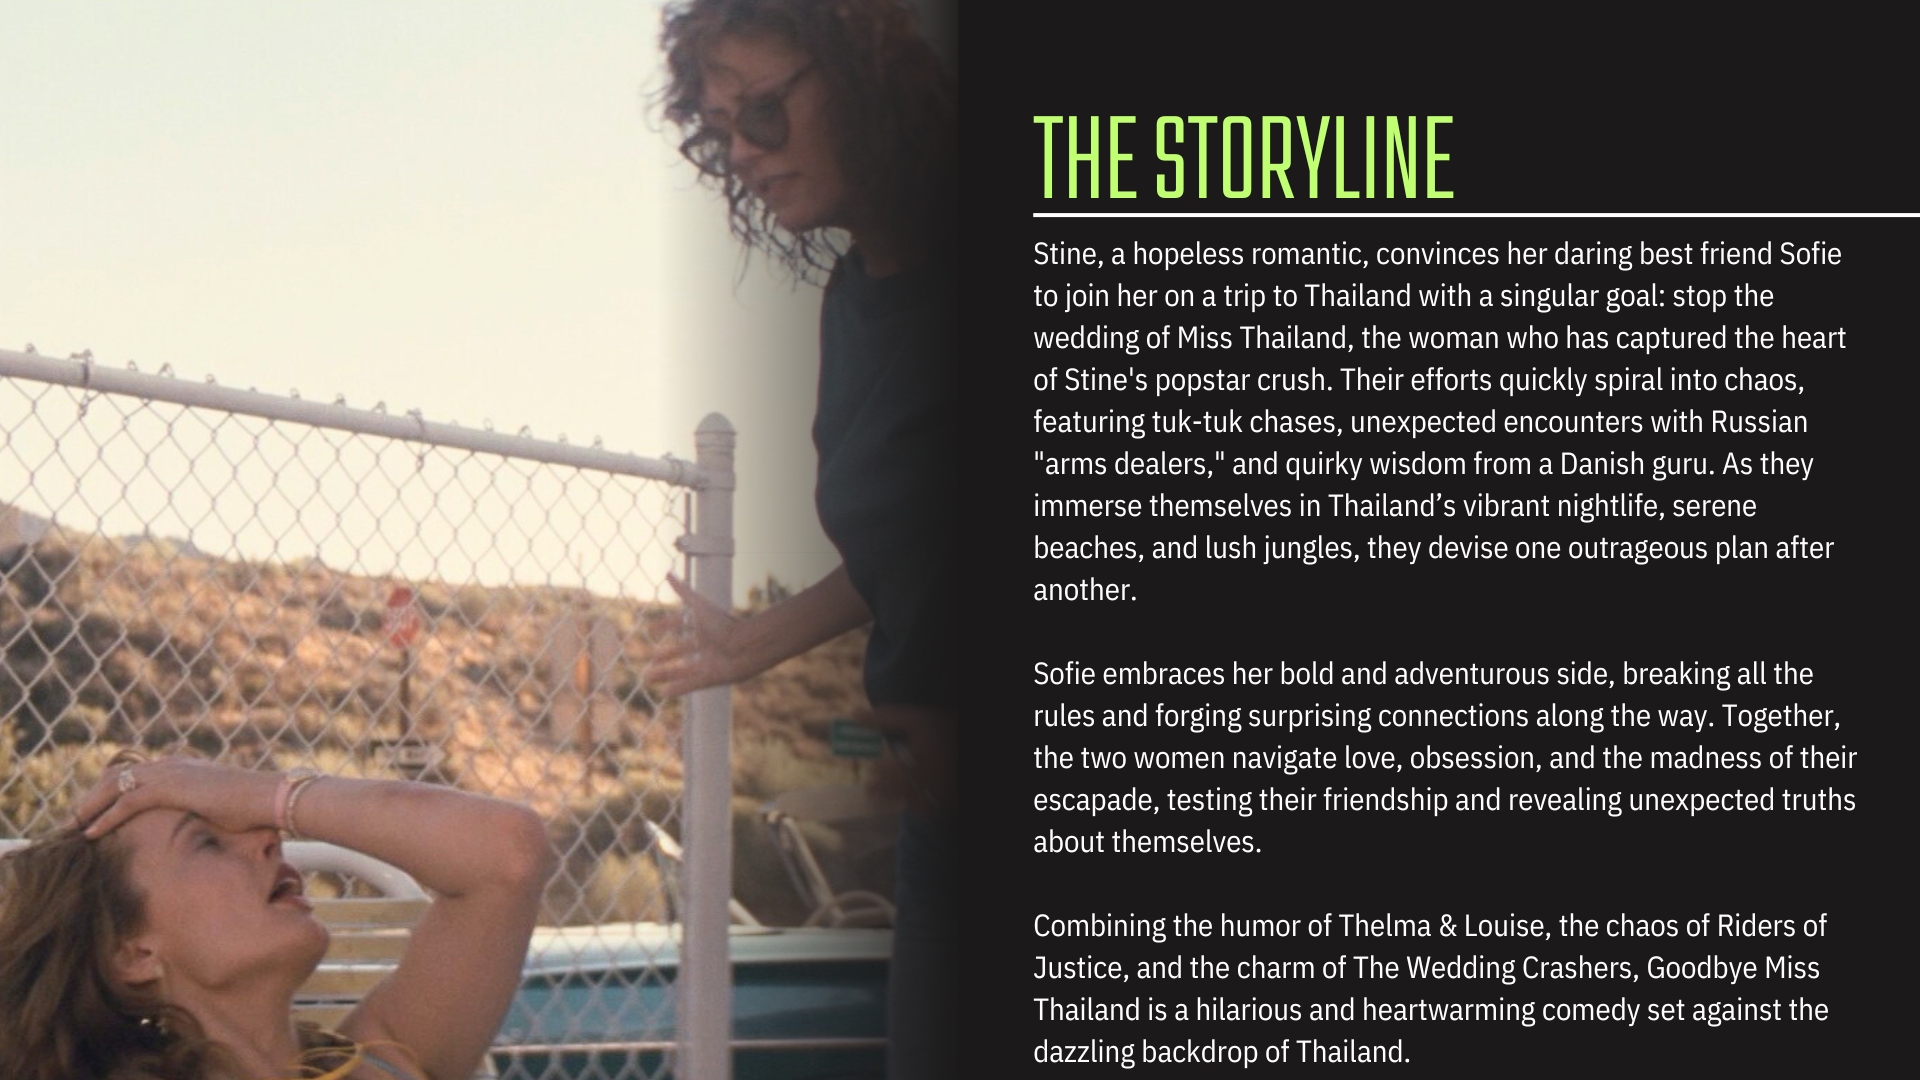 THE STORYLINE
Stine, a hopeless romantic, convinces her daring best friend Sofie
to join her on a trip to Thailand with a singular goal: stop the
wedding of Miss Thailand, the woman who has captured the heart
of Stine's popstar crush. Their efforts quickly spiral into chaos,
featuring tuk-tuk chases, unexpected encounters with Russian
"arms dealers," and quirky wisdom from a Danish guru. As they
immerse themselves in Thailand’s vibrant nightlife, serene
beaches, and lush jungles, they devise one outrageous plan after
another.
Sofie embraces her bold and adventurous side, breaking all the
rules and forging surprising connections along the way. Together,
the two women navigate love, obsession, and the madness of their
escapade, testing their friendship and revealing unexpected truths
about themselves.
Combining the humor of Thelma & Louise, the chaos of Riders of
Justice, and the charm of The Wedding Crashers, Goodbye Miss
Thailand is a hilarious and heartwarming comedy set against the
dazzling backdrop of Thailand.